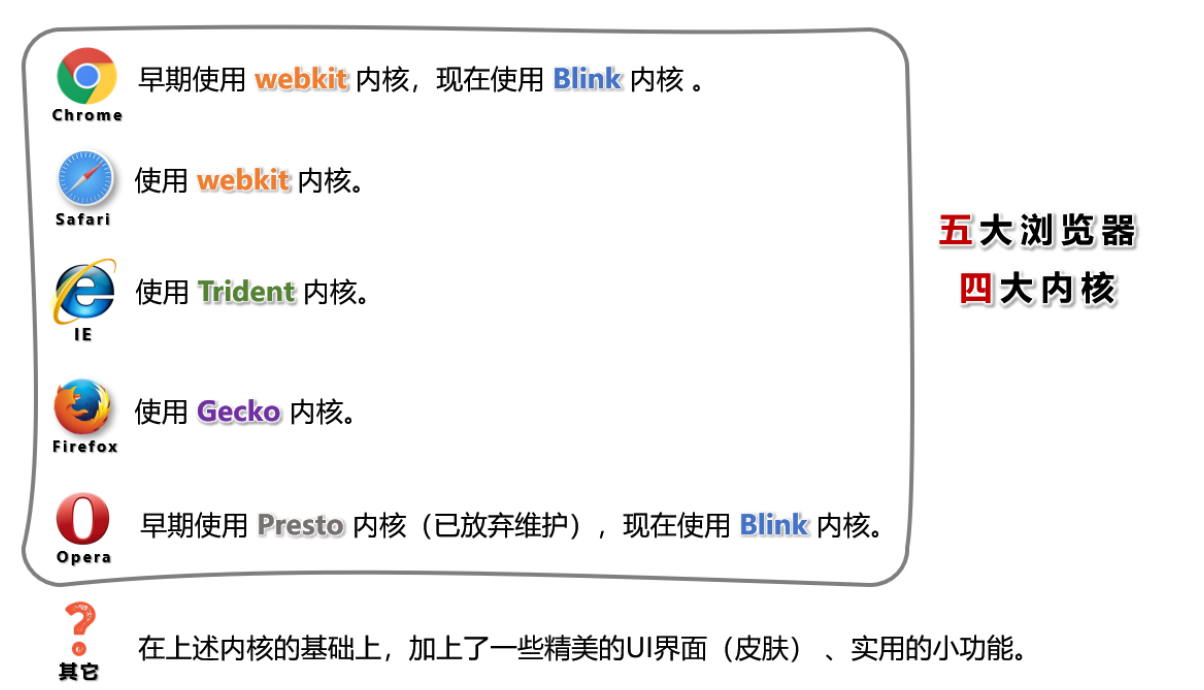 早期使用 webkit 内核，现在使用 Blink 内核 。
Chrome
使用 webkit 内核。
Safari
使用 Trident 内核。
IE
使用 Gecko 内核。
Firefox
早期使用 Presto 内核（已放弃维护），现在使用 Blink 内核。
Opera
五大浏览器
四大内核
在上述内核的基础上，加上了一些精美的UI界面（皮肤） 、实用的小功能。
其它